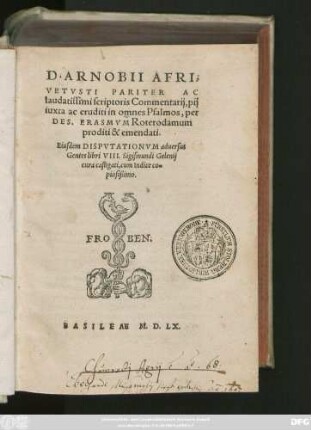 D. ARNOBII AFRI,
VETVSTI PARITER AC
laudatissimi scriptoris Commentarij, pij
iuxta ac eruditi in omnes Psalmos, per
DES. ERASMVM Roterodamum
proditi & emendati.
Eiusdem DISPVTATIONVM aduersus
Gentes libri VIII. Sigismundi Gelenij
cura castigati, cum indice co-
piosissimo.
FRO BEN.
BASILEAE M. D. LX.
DFG